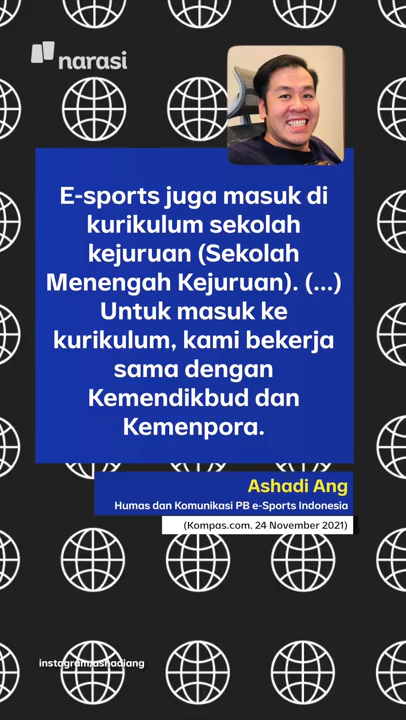 narasi
E-sports juga masuk di
kurikulum sekolah
kejuruan (Sekolah
Menengah Kejuruan). (...)
Untuk masuk ke
kurikulum, kami bekerja
sama dengan
Kemendikbud dan
Kemenpora.
Ashadi Ang
Humas dan Komunikasi PB e-Sports Indonesia
(Kompas.com, 24 November 2021)
instagram/ashadiang